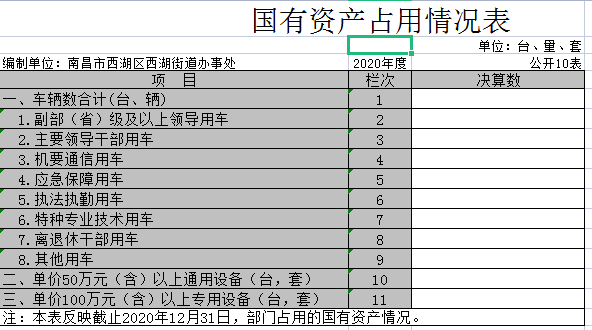 国有资产占用情况表
单位：台、量、套
编制单位：南昌市西湖区西湖街道办事处 2020年度 公开10表
项 目 栏次 决算数
一、车辆数合计(台、辆) 1
1.副部（省）级及以上领导用车 2
2.主要领导干部用车 3
3.机要通信用车 4
4.应急保障用车 5
5.执法执勤用车 6
6.特种专业技术用车 7
7.离退休干部用车 8
8.其他用车 9
二、单价50万元（含）以上通用设备（台，套） 10
三、单价100万元（含）以上专用设备（台，套） 11
注：本表反映截止2020年12月31日，部门占用的国有资产情况。